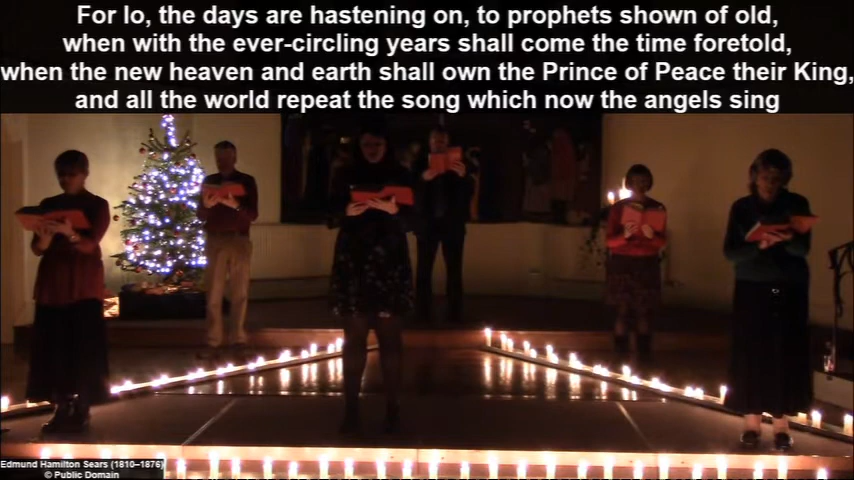 For lo, the days are hastening on, to prophets shown of old,
when with the ever-circling years shall come the time foretold,
when the new heaven and earth shall own the Prince of Peace their King,
and all the world repeat the song which now the angels sing
Edmund Hamilton Sears (1810–1876)
© Public Domain